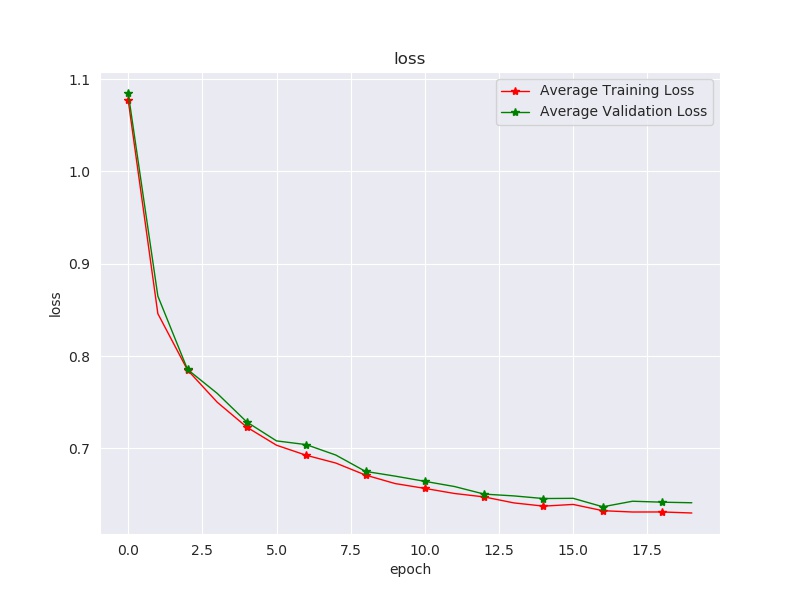 loss
Average Training Loss
Average Validation Loss
1.1
1.0
0.9
0.8
0.7
loss
0.0 2.5 5.0 7.5 10.0 12.5 15.0 17.5
epoch